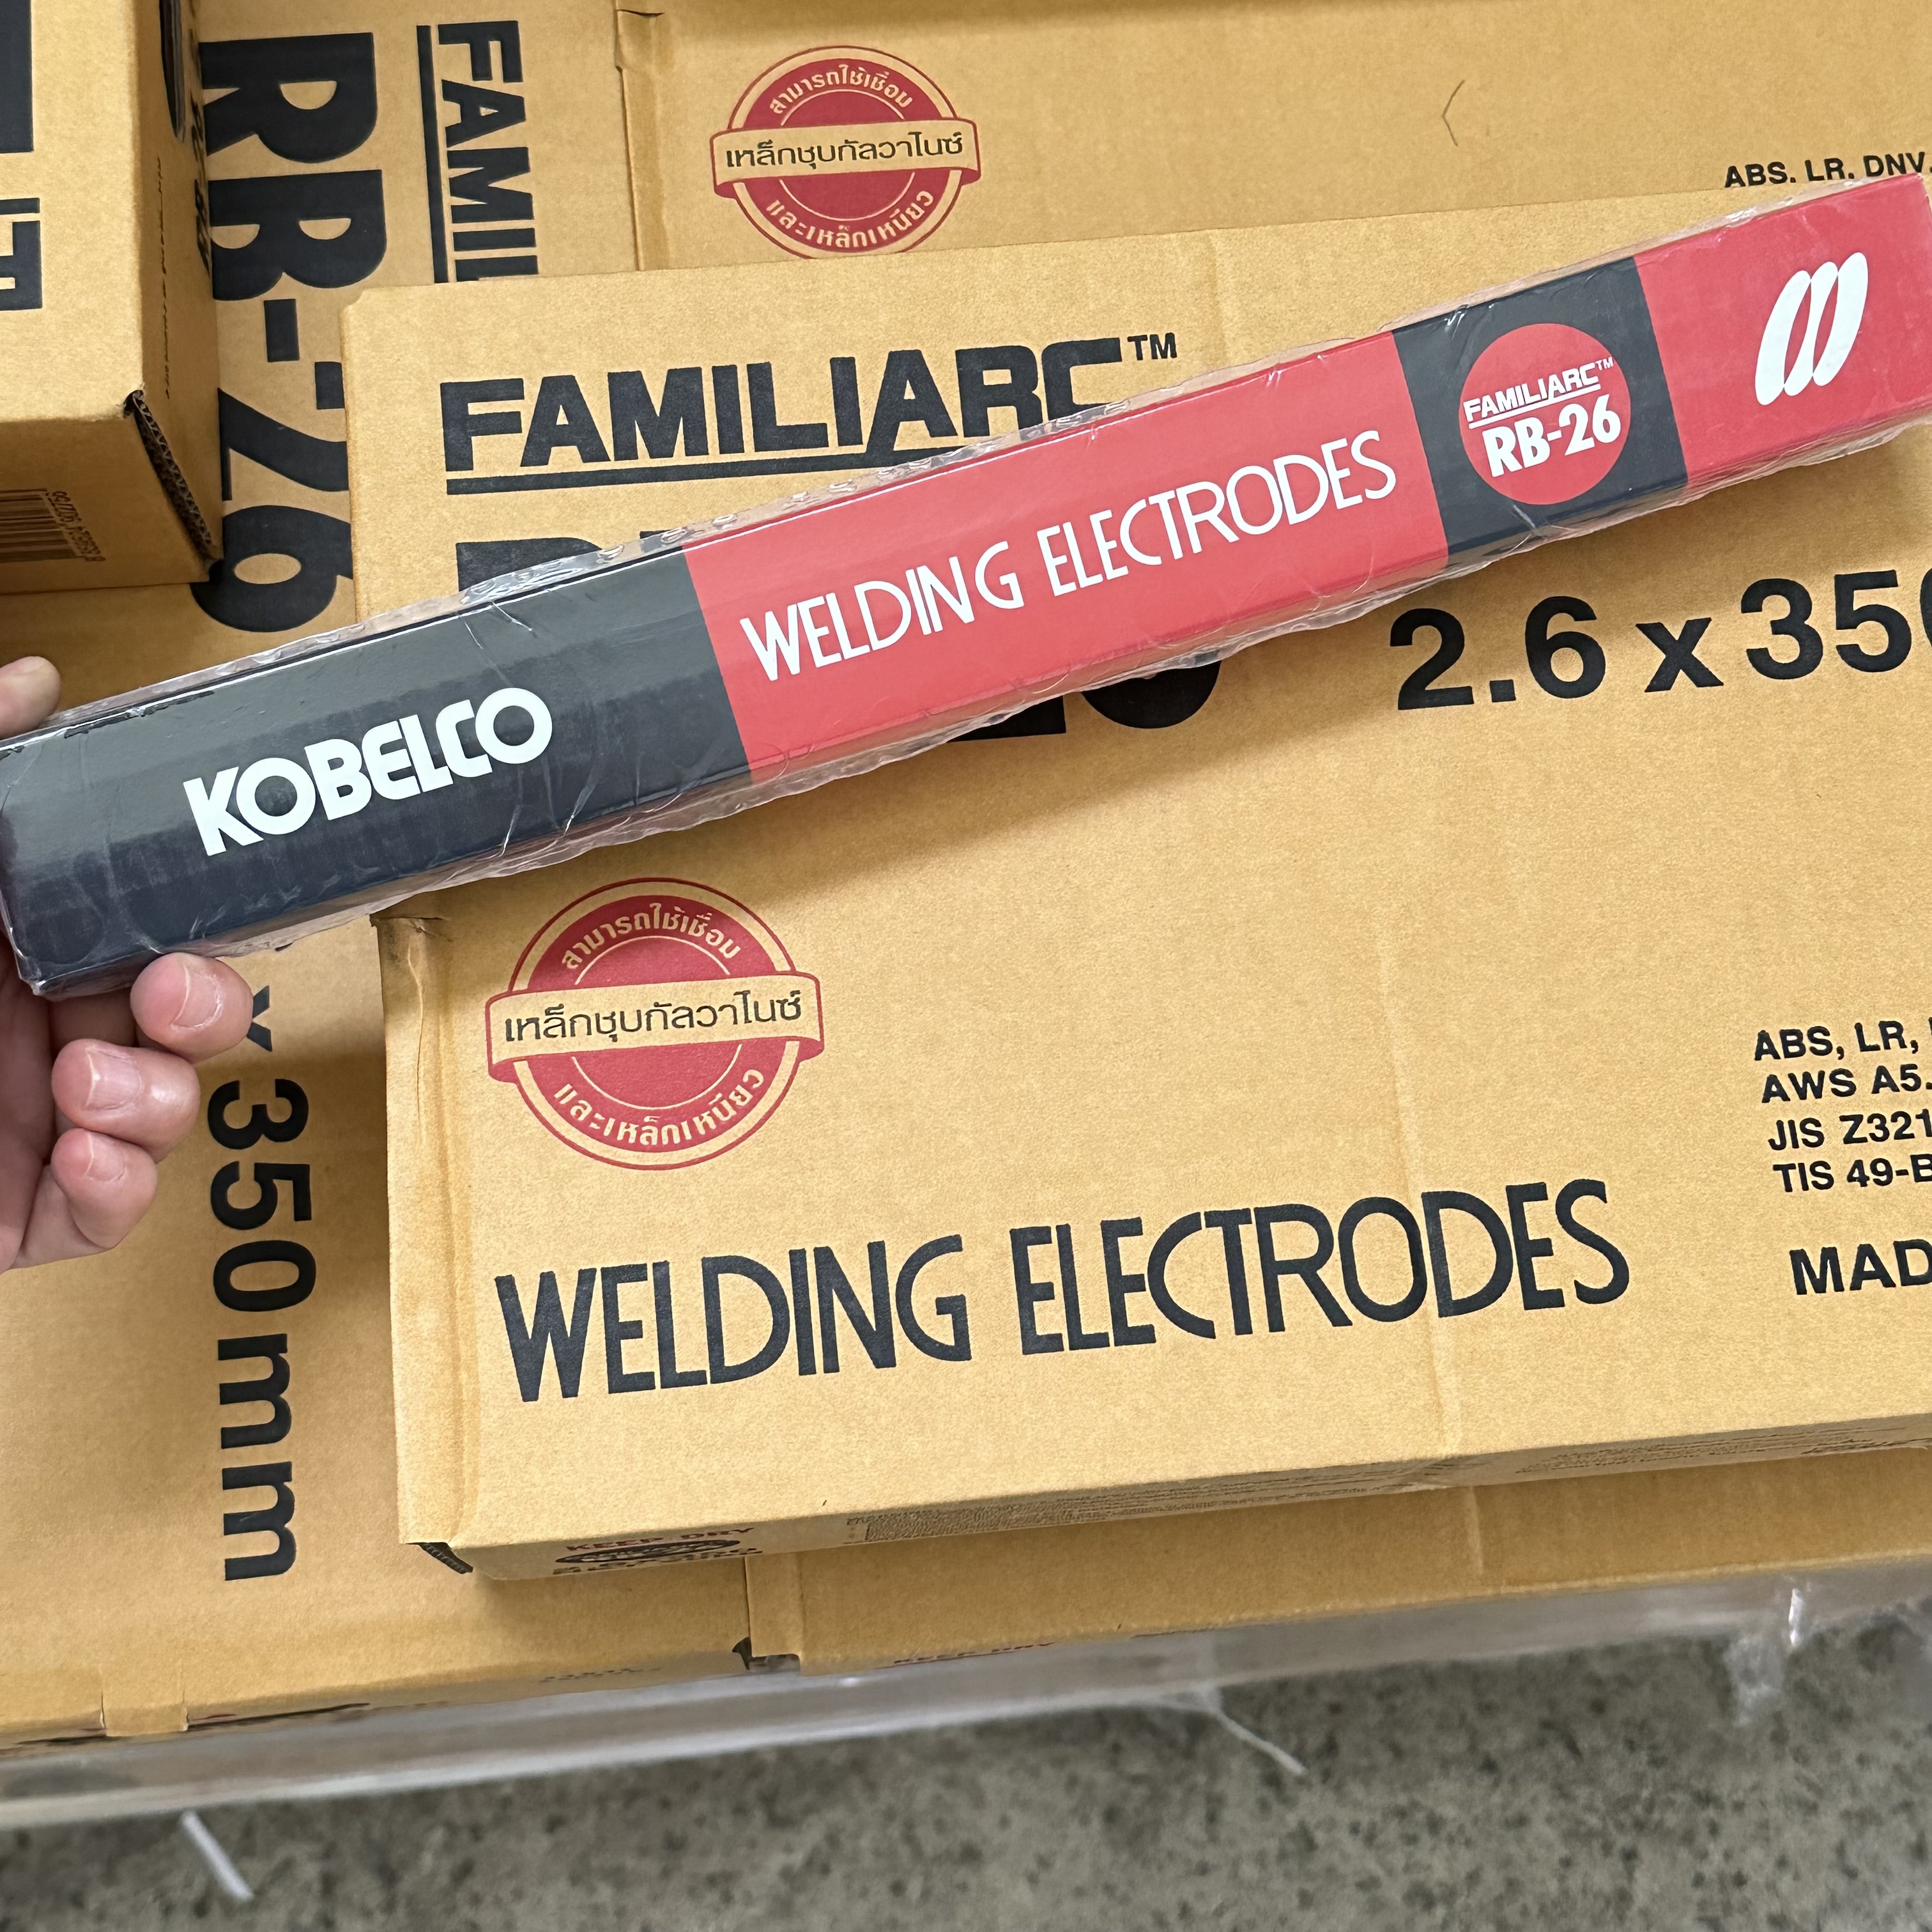 RB-26
FAMIL
สามารถใช้เชื่อม
เหล็กชุบกัลวาไนซ์
และเหล็กเหนียว
ABS, LR, DNV,
FAMILIARC™
2.6 x 350
KOBELCO
WELDING ELECTRODES
FAMILIARC™
RB-26
x 350mm
สามารถใช้เชื่อม
เหล็กชุบกัลวาไนซ์
และเหล็กเหนียว
ABS, LR,
AWS A5.
JIS Z321
TIS 49-B
MAD
WELDING ELECTRODES
KEEP DRY